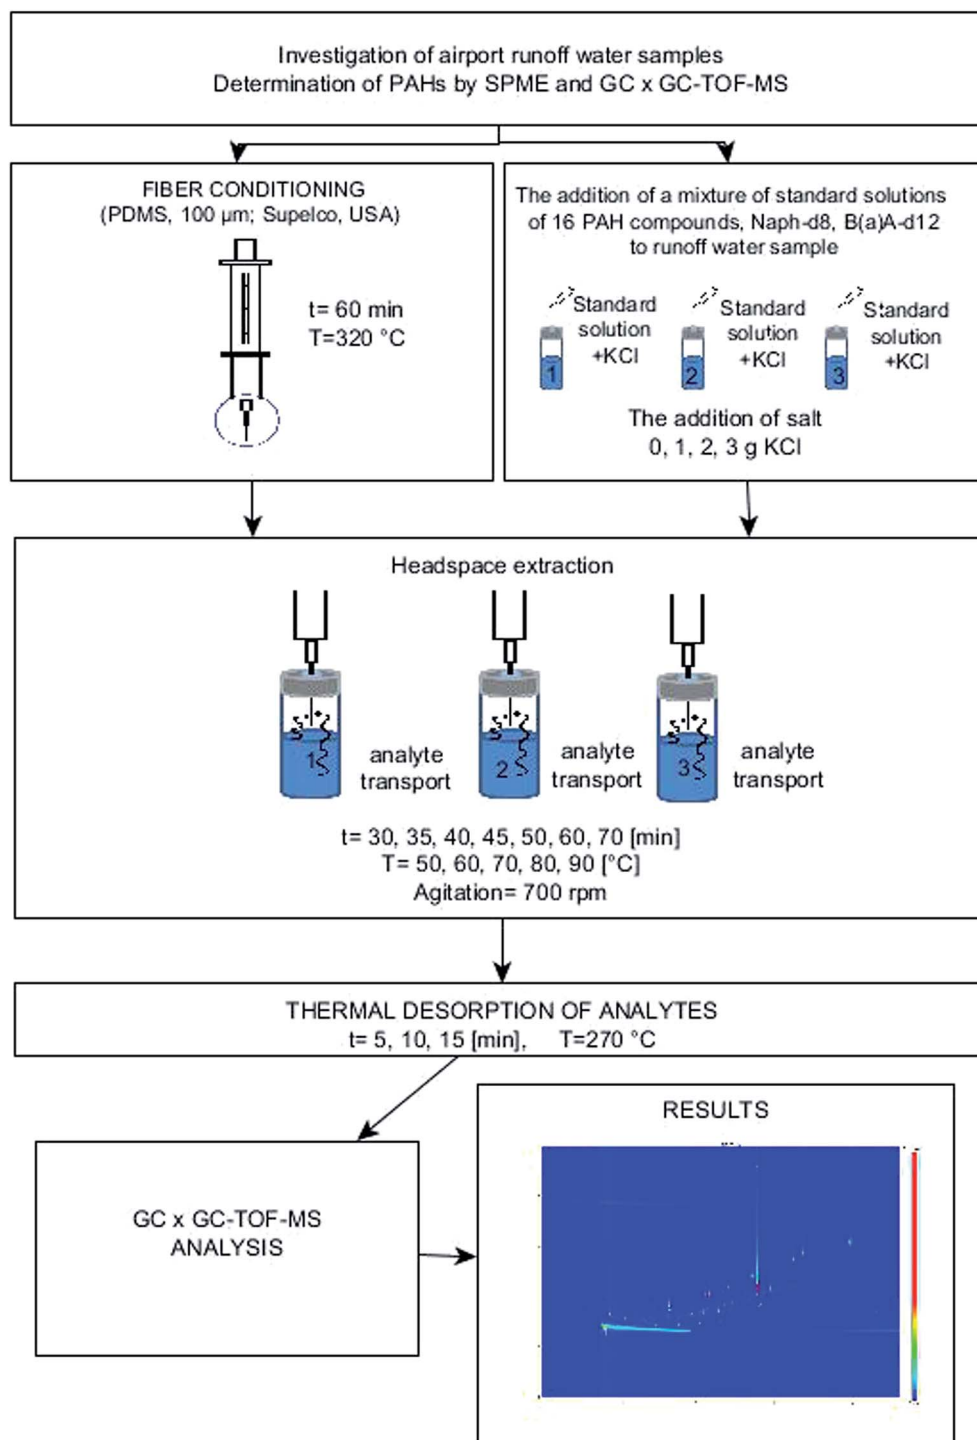 Investigation of airport runoff water samples
Determination of PAHs by SPME and GC x GC-TOF-MS
FIBER CONDITIONING
(PDMS, 100 µm; Supelco, USA)
t= 60 min
T=320 °C
The addition of a mixture of standard solutions
of 16 PAH compounds, Naph-d8, B(a)A-d12
to runoff water sample
Standard
solution
+KCl
1
Standard
solution
+KCl
2
Standard
solution
+KCl
3
The addition of salt
0, 1, 2, 3 g KCl
Headspace extraction
1
analyte
transport
2
analyte
transport
3
analyte
transport
t= 30, 35, 40, 45, 50, 60, 70 [min]
T= 50, 60, 70, 80, 90 [°C]
Agitation= 700 rpm
THERMAL DESORPTION OF ANALYTES
t= 5, 10, 15 [min], T=270 °C
GC x GC-TOF-MS
ANALYSIS
RESULTS